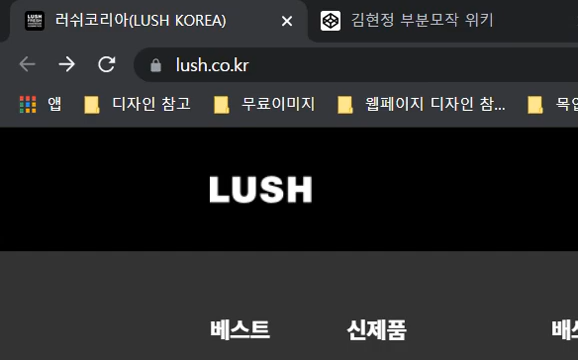 러쉬코리아(LUSH KOREA) 김현정 부분모작 위키
lush.co.kr
앱 디자인 참고 무료이미지 웹페이지 디자인 참...
LUSH
베스트 신제품